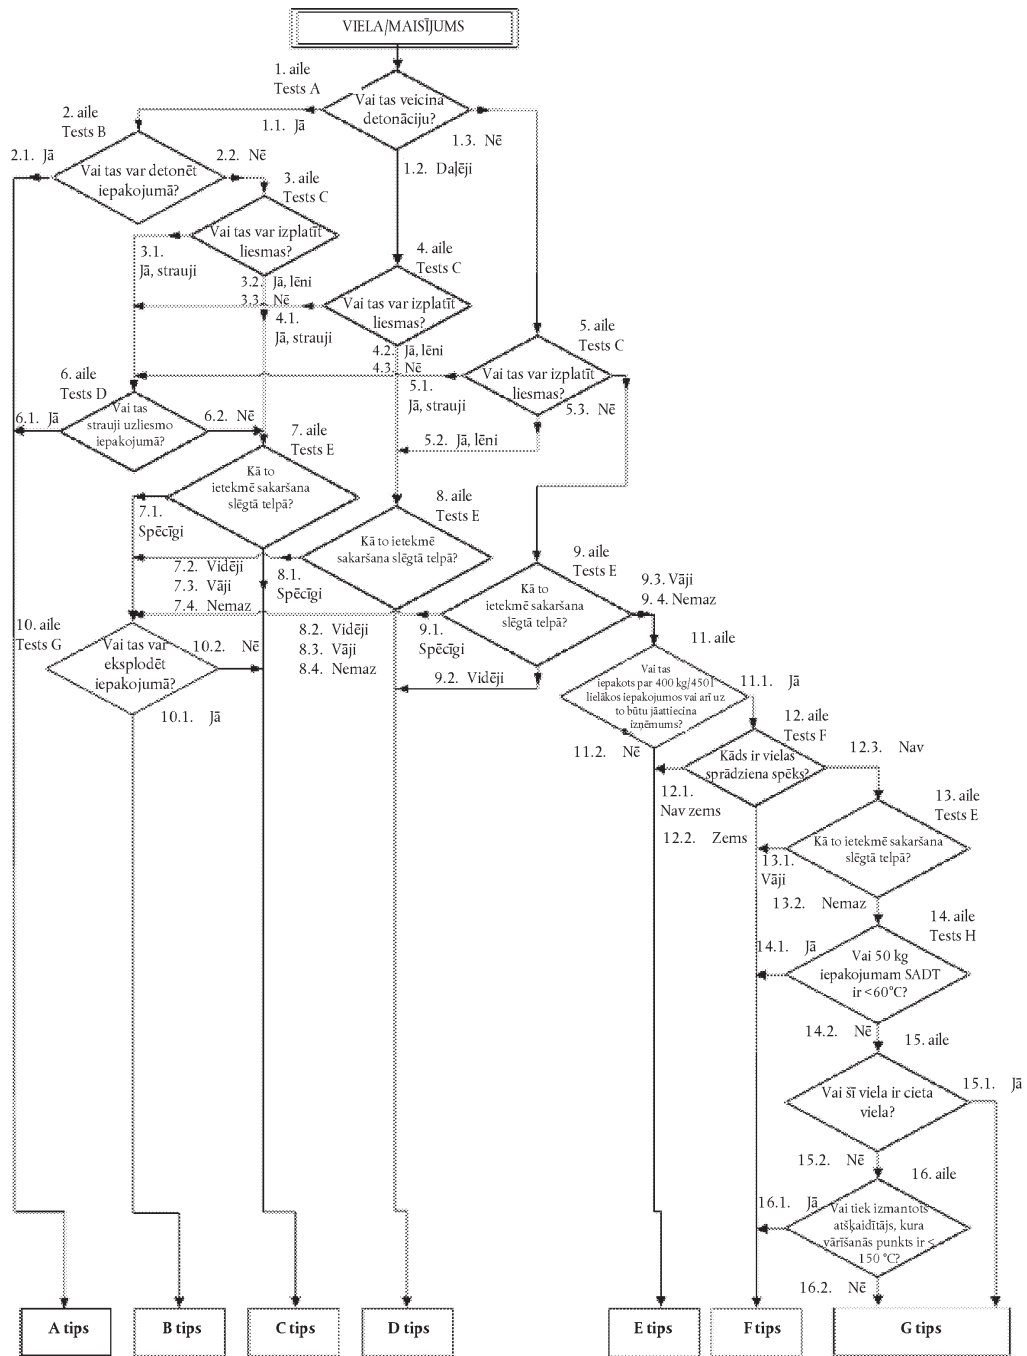 VIELA/MAISĪJUMS
1. aile
Tests A
Vai tas veicina
detonāciju?
1.1. Jā
1.2. Daļēji
1.3. Nē
2. aile
Tests B
2.1. Jā
Vai tas var detonēt
iepakojumā?
2.2. Nē
3. aile
Tests C
Vai tas var izplatīt
liesmas?
3.1.
Jā, strauji
3.2. Jā, lēni
3.3. Nē
4. aile
Tests C
Vai tas var izplatīt
liesmas?
4.1.
Jā, strauji
4.2. Jā, lēni
4.3. Nē
5. aile
Tests C
Vai tas var izplatīt
liesmas?
5.1.
Jā, strauji
5.2. Jā, lēni
5.3. Nē
6. aile
Tests D
6.1. Jā
Vai tas
strauji uzliesmo
iepakojumā?
6.2. Nē
7. aile
Tests E
Kā to
ietekmē sakaršana
slēgtā telpā?
7.1.
Spēcīgi
7.2. Vidēji
7.3. Vāji
7.4. Nemaz
8. aile
Tests E
Kā to ietekmē
sakaršana slēgtā telpā?
8.1.
Spēcīgi
8.2. Vidēji
8.3. Vāji
8.4. Nemaz
9. aile
Tests E
Kā to
ietekmē sakaršana
slēgtā telpā?
9.1.
Spēcīgi
9.2. Vidēji
9.3. Vāji
9. 4. Nemaz
10. aile
Tests G
Vai tas var
eksplodēt
iepakojumā?
10.1. Jā
10.2. Nē
11. aile
Vai tas
iepakots par 400 kg/450 l
lielākos iepakojumos vai arī uz
to būtu jāattiecina
izņēmums?
11.1. Jā
11.2. Nē
12. aile
Tests F
Kāds ir vielas
sprādziena spēks?
12.1.
Nav zems
12.2. Zems
12.3. Nav
13. aile
Tests E
Kā to ietekmē sakaršana
slēgtā telpā?
13.1.
Vāji
13.2. Nemaz
14. aile
Tests H
14.1. Jā
Vai 50 kg
iepakojumam SADT
ir <60°C?
14.2. Nē
15. aile
Vai šī viela ir cieta
viela?
15.1. Jā
15.2. Nē
16. aile
16.1. Jā
Vai tiek izmantots
atšķaidītājs, kura
vārīšanās punkts ir <
150 °C?
16.2. Nē
A tips
B tips
C tips
D tips
E tips
F tips
G tips